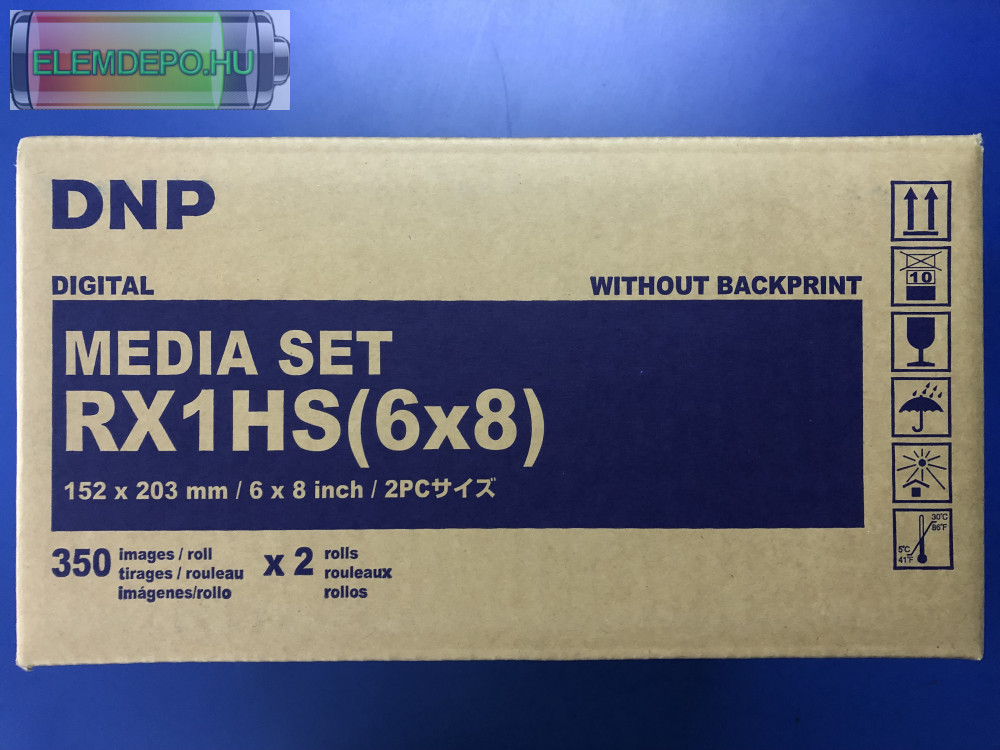 ELEMDEPO.HU
DNP
DIGITAL WITHOUT BACKPRINT
MEDIA SET
RX1HS(6x8)
152 x 203 mm / 6 x 8 inch / 2PCサイズ
350 images / roll x 2 rolls
tirages / rouleau rouleaux
imágenes/rollo rollos
10
30°C
86°F
5°C
41°F